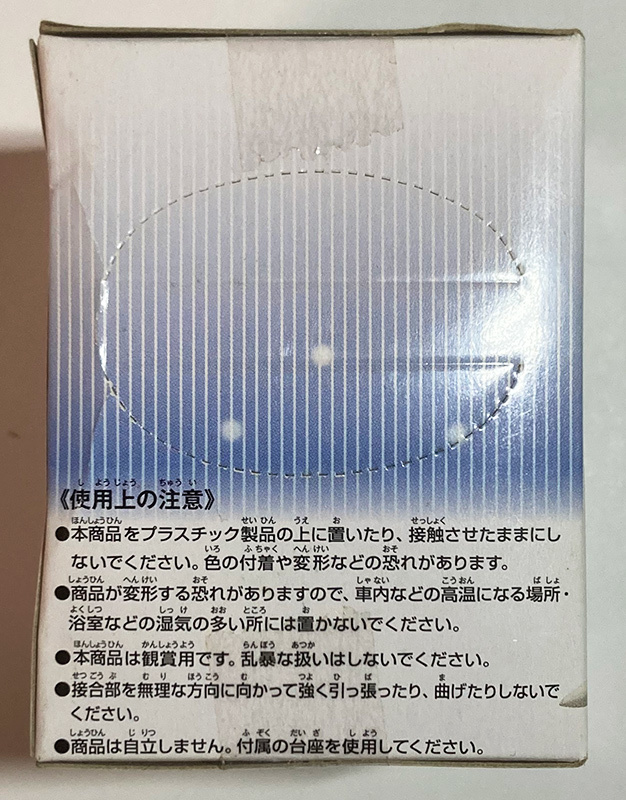 《使用上の注意》
●本商品をプラスチック製品の上に置いたり、接触させたままにし
ないでください。色の付着や変形などの恐れがあります。
●商品が変形する恐れがありますので、車内などの高温になる場所・
浴室などの湿気の多い所には置かないでください。
●本商品は観賞用です。乱暴な扱いはしないでください。
●接合部を無理な方向に向かって強く引っ張ったり、曲げたりしないで
ください。
●商品は自立しません。付属の台座を使用してください。